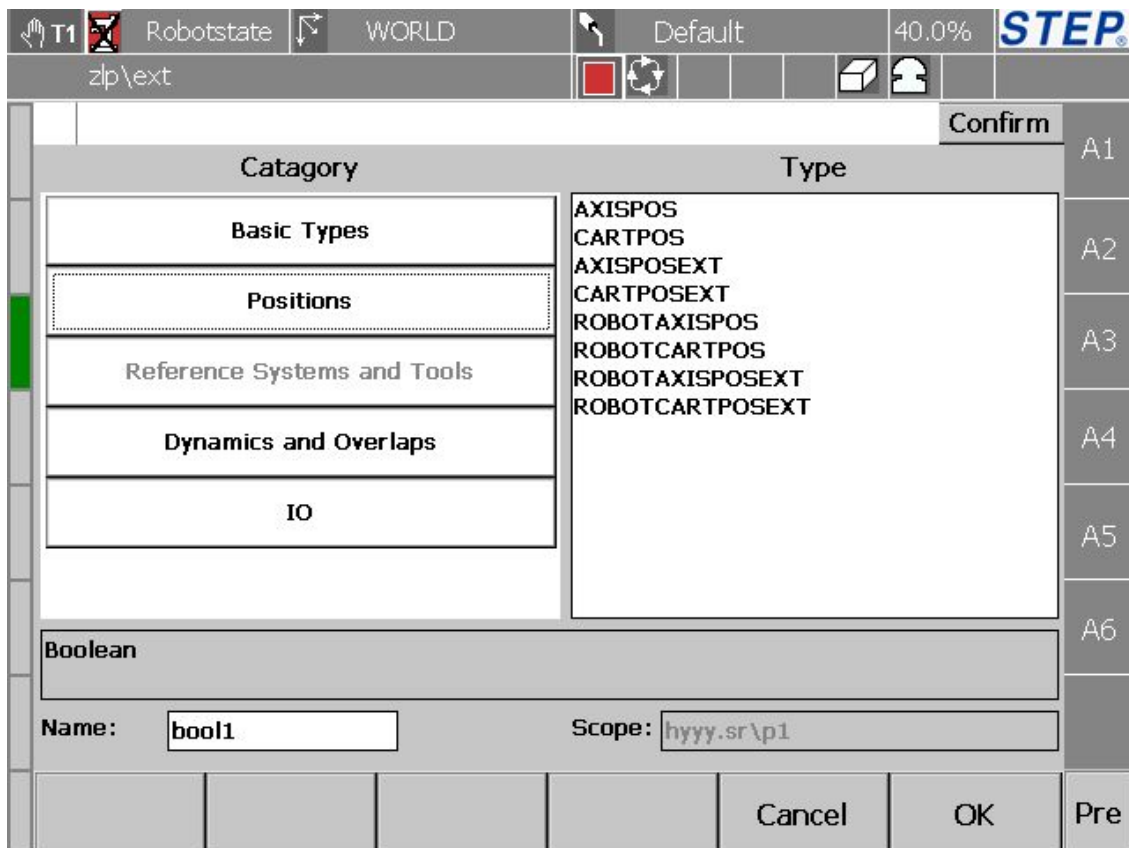 T1 Robotstate WORLD Default 40.0% STEP®
zlp\ext
Confirm
Catagory Type
Basic Types
Positions
Reference Systems and Tools
Dynamics and Overlaps
IO
AXISPOS
CARTPOS
AXISPOSEXT
CARTPOSEXT
ROBOTAXISPOS
ROBOTCARTPOS
ROBOTAXISPOSEXT
ROBOTCARTPOSEXT
A1
A2
A3
A4
A5
A6
Boolean
Name: bool1 Scope: hyyy.sr\p1
Cancel OK Pre